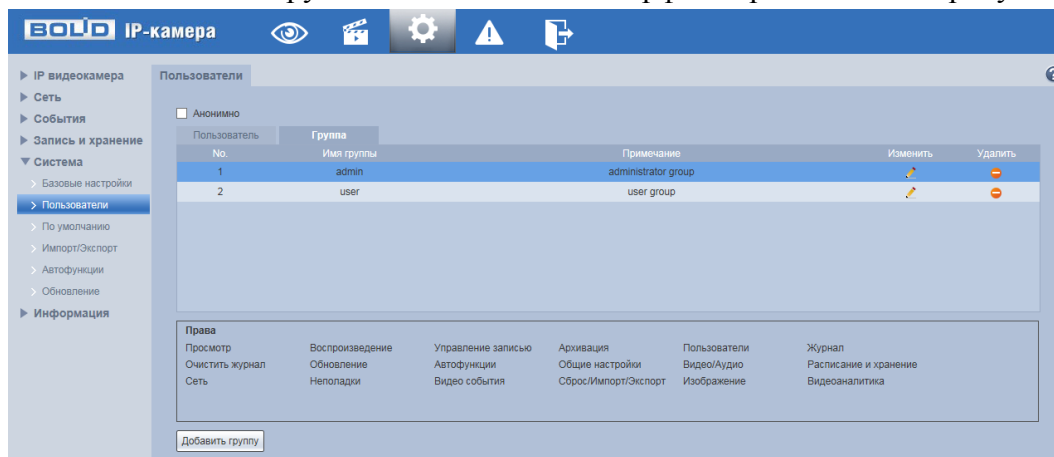 BOLID IP-камера
IP видеокамера
Сеть
События
Запись и хранение
Система
Базовые настройки
Пользователи
По умолчанию
Импорт/Экспорт
Автофункции
Обновление
Информация
Пользователи
Анонимно
Пользователь Группа
No. Имя группы Примечание Изменить Удалить
1 admin administrator group
2 user user group
Права
Просмотр Воспроизведение Управление записью Архивация Пользователи Журнал
Очистить журнал Обновление Автофункции Общие настройки Видео/Аудио Расписание и хранение
Сеть Неполадки Видео события Сброс/Импорт/Экспорт Изображение Видеоаналитика
Добавить группу